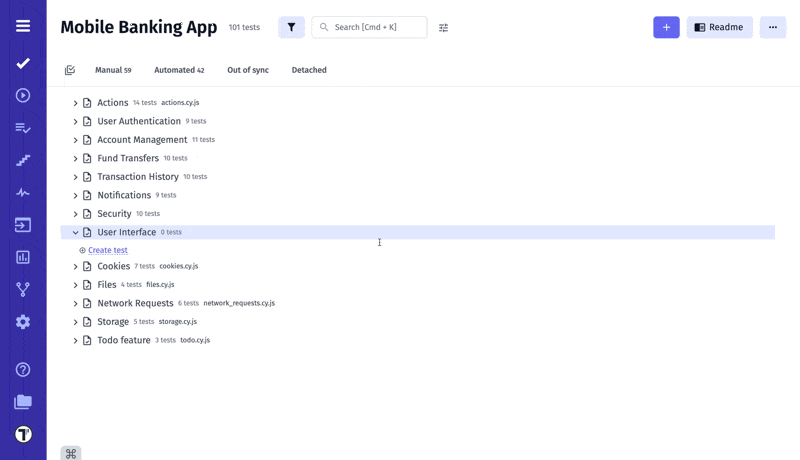 Mobile Banking App 101 tests Search [Cmd + K] + Readme ...
Manual 59 Automated 42 Out of sync Detached
Actions 14 tests actions.cy.js
User Authentication 9 tests
Account Management 11 tests
Fund Transfers 10 tests
Transaction History 10 tests
Notifications 9 tests
Security 10 tests
User Interface 0 tests
Create test
Cookies 7 tests cookies.cy.js
Files 4 tests files.cy.js
Network Requests 6 tests network_requests.cy.js
Storage 5 tests storage.cy.js
Todo feature 3 tests todo.cy.js